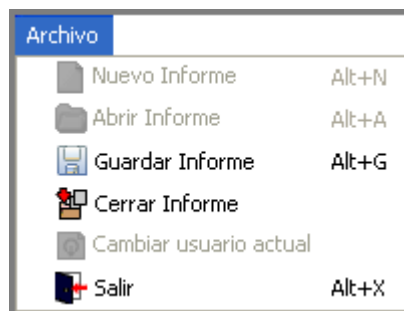 Archivo
Nuevo Informe Alt+N
Abrir Informe Alt+A
Guardar Informe Alt+G
Cerrar Informe
Cambiar usuario actual
Salir Alt+X